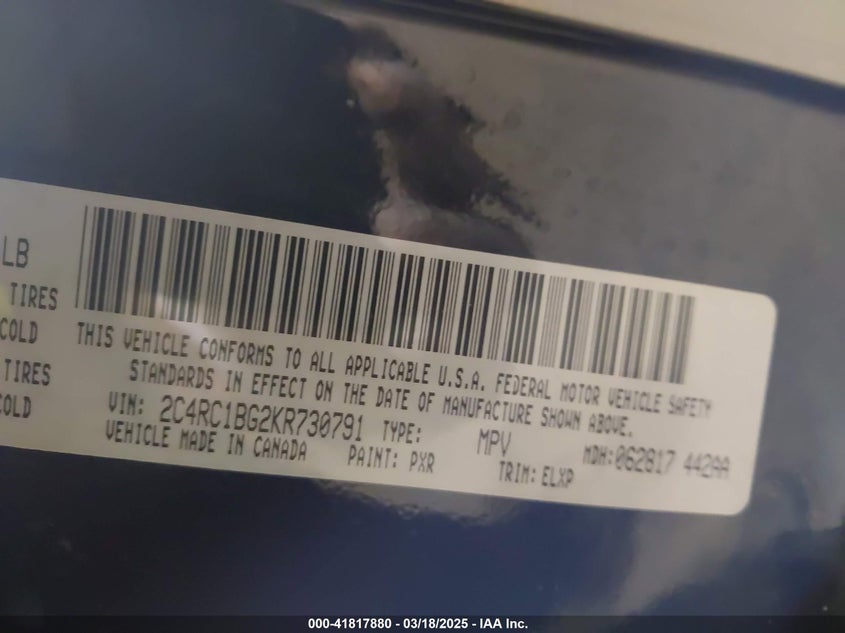 LB
TIRES
COLD
TIRES
COLD
THIS VEHICLE CONFORMS TO ALL APPLICABLE U.S.A. FEDERAL MOTOR VEHICLE SAFETY
STANDARDS IN EFFECT ON THE DATE OF MANUFACTURE SHOWN ABOVE.
VIN: 2C4RC1BG2KR730791 TYPE: MPV MDH:062817 442AA
VEHICLE MADE IN CANADA PAINT: PXR TRIM: ELXP
000-41817880 - 03/18/2025 - IAA Inc.